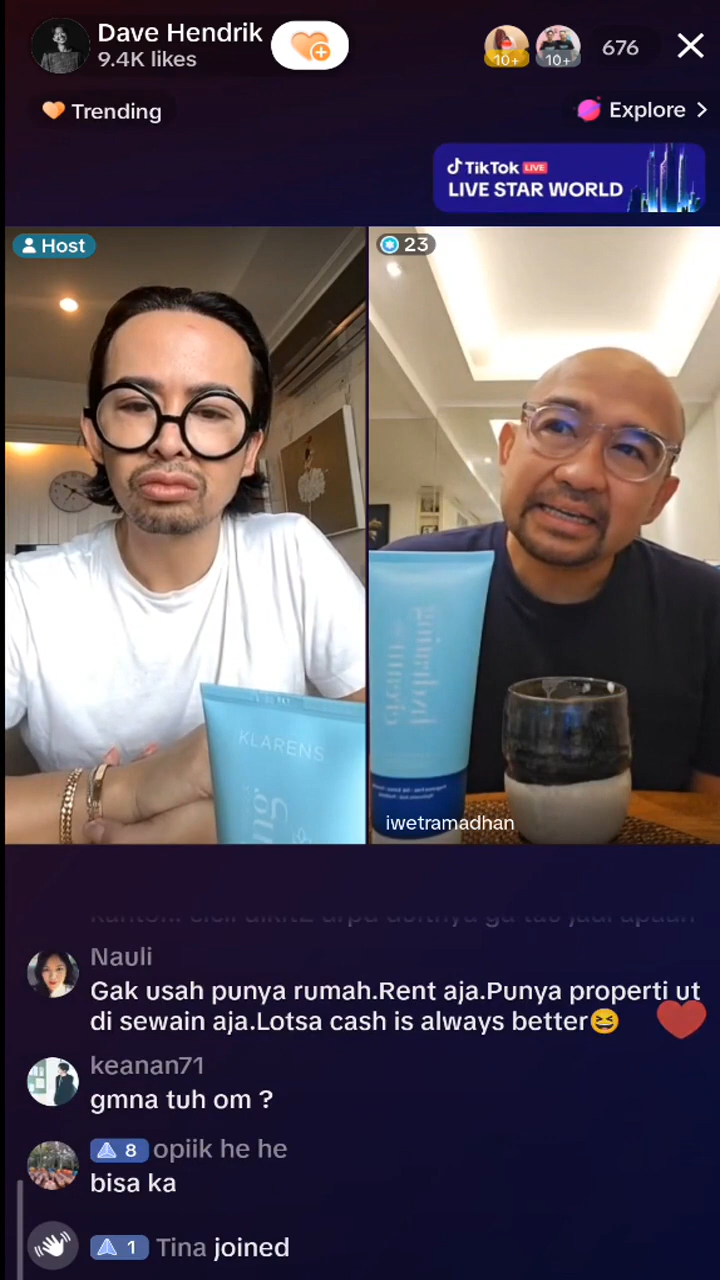 Dave Hendrik
9.4K likes
10+
10+
676
Trending
Explore
TikTok LIVE
LIVE STAR WORLD
Host
23
KLARENS
iwetramadhan
Nauli
Gak usah punya rumah.Rent aja.Punya properti ut
di sewain aja.Lotsa cash is always better😆
keanan71
gmna tuh om ?
8 opiik he he
bisa ka
1 Tina joined